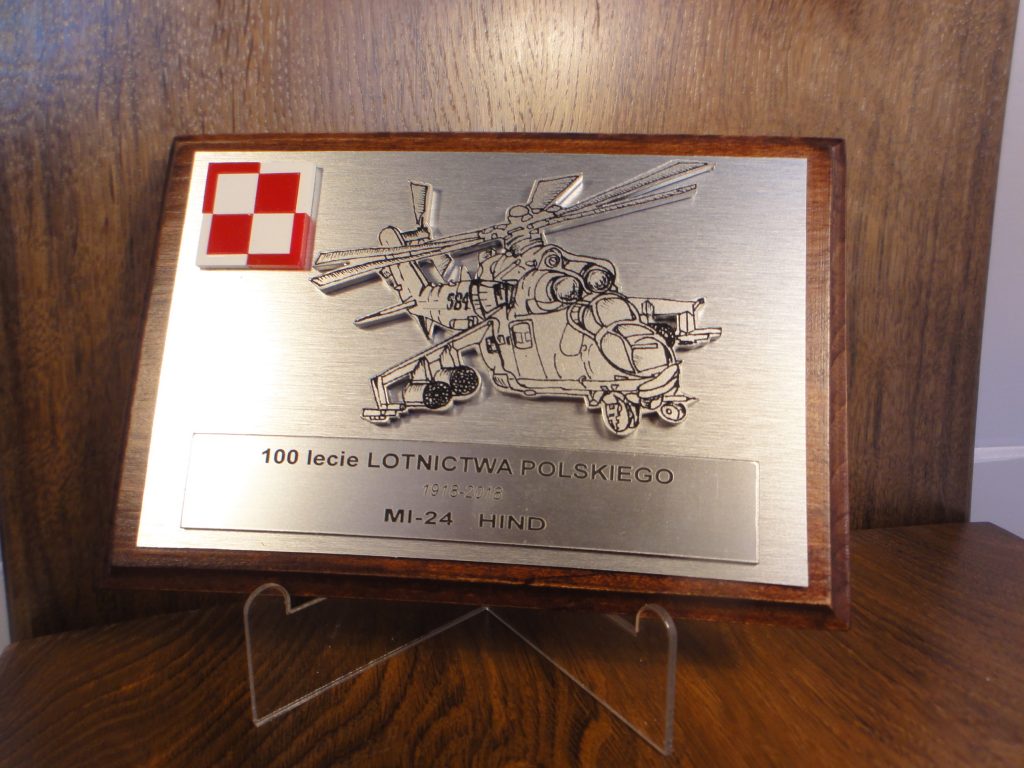 584
100 lecie LOTNICTWA POLSKIEGO
1918-2018
MI-24 HIND